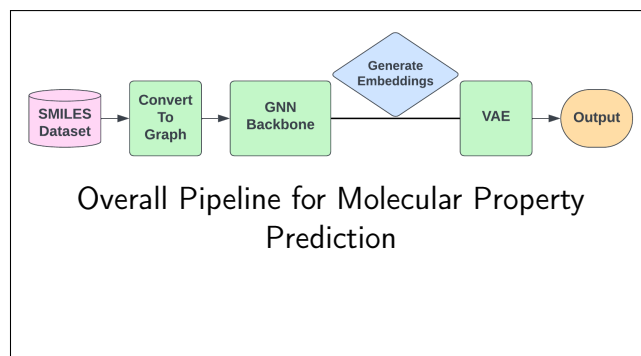 SMILES
Dataset
Convert
To
Graph
GNN
Backbone
Generate
Embeddings
VAE
Output
Overall Pipeline for Molecular Property
Prediction